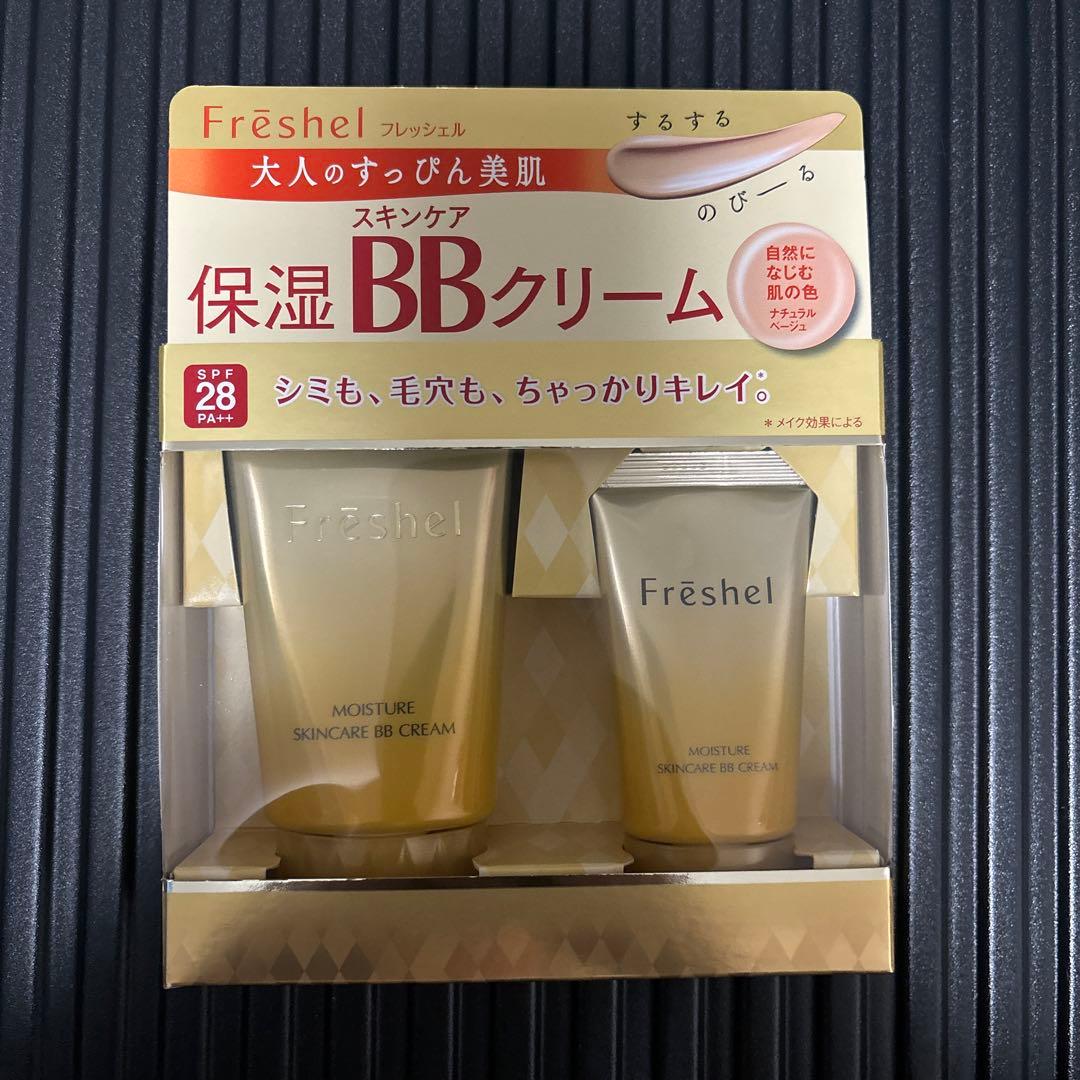 Frēshel フレッシェル
大人のすっぴん美肌
するする
のびーる
スキンケア
保湿BBクリーム
自然に
なじむ
肌の色
ナチュラル
ベージュ
SPF
28
PA++
シミも、毛穴も、ちゃっかりキレイ*。
*メイク効果による
Frēshel
MOISTURE
SKINCARE BB CREAM
Frēshel
MOISTURE
SKINCARE BB CREAM